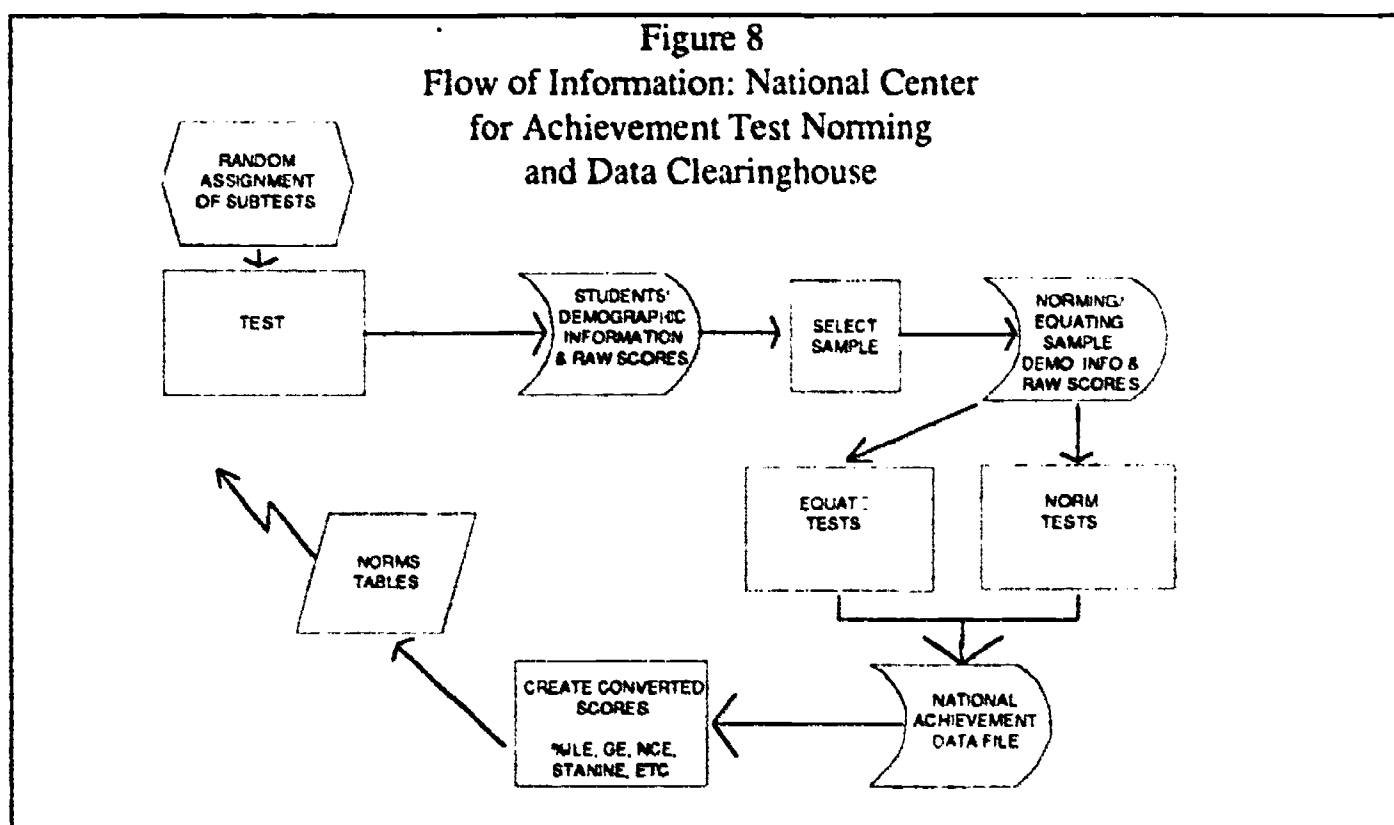 Figure 8
Flow of Information: National Center
for Achievement Test Norming
and Data Clearinghouse
RANDOM
ASSIGNMENT
OF SUBTESTS
TEST
STUDENTS'
DEMOGRAPHIC
INFORMATION
& RAW SCORES
SELECT
SAMPLE
NORMING/
EQUATING
SAMPLE
DEMO INFO &
RAW SCORES
EQUATE
TESTS
NORM
TESTS
NORMS
TABLES
CREATE CONVERTED
SCORES
%ILE, GE, NCE,
STANINE, ETC
NATIONAL
ACHIEVEMENT
DATA FILE